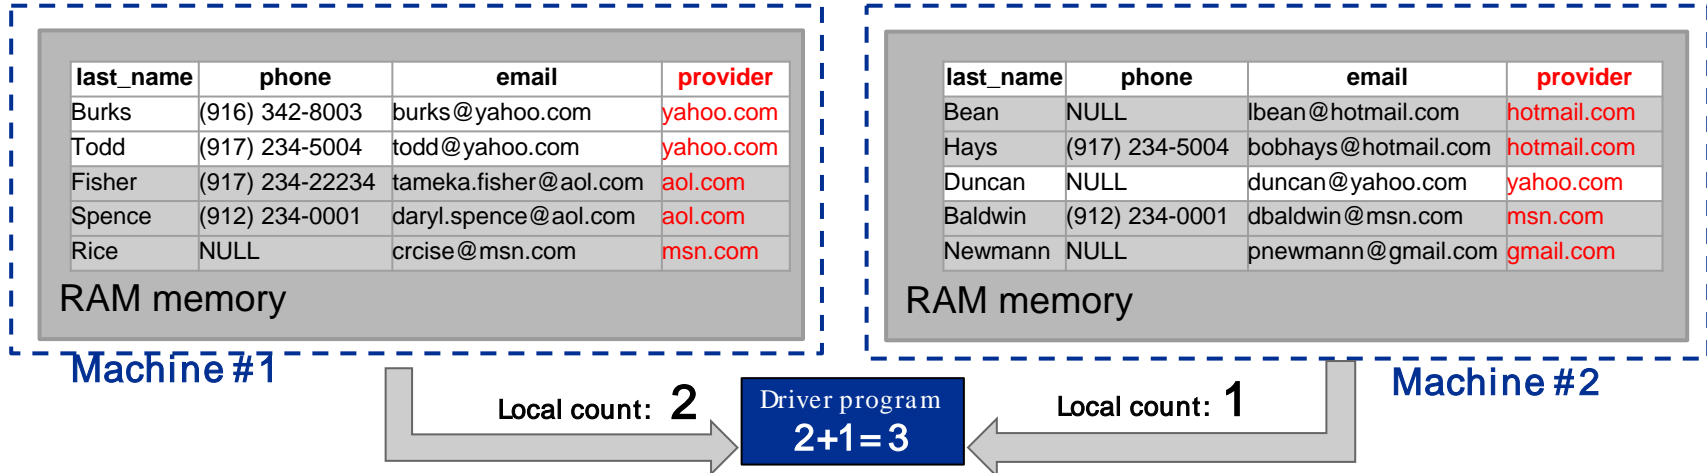 last_name phone email provider
Burks (916) 342-8003 burks@yahoo.com yahoo.com
Todd (917) 234-5004 todd@yahoo.com yahoo.com
Fisher (917) 234-22234 tameka.fisher@aol.com aol.com
Spence (912) 234-0001 daryl.spence@aol.com aol.com
Rice NULL crcise@msn.com msn.com
RAM memory
Machine #1
last_name phone email provider
Bean NULL lbean@hotmail.com hotmail.com
Hays (917) 234-5004 bobhays@hotmail.com hotmail.com
Duncan NULL duncan@yahoo.com yahoo.com
Baldwin (912) 234-0001 dbaldwin@msn.com msn.com
Newmann NULL pnewmann@gmail.com gmail.com
RAM memory
Machine #2
Local count: 2
Driver program
2+1=3
Local count: 1